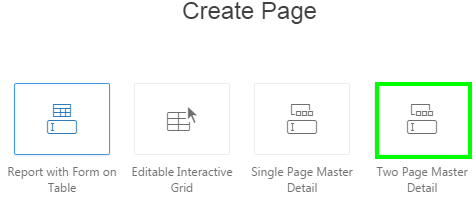 Create Page
Report with Form on Table
Editable Interactive Grid
Single Page Master Detail
Two Page Master Detail